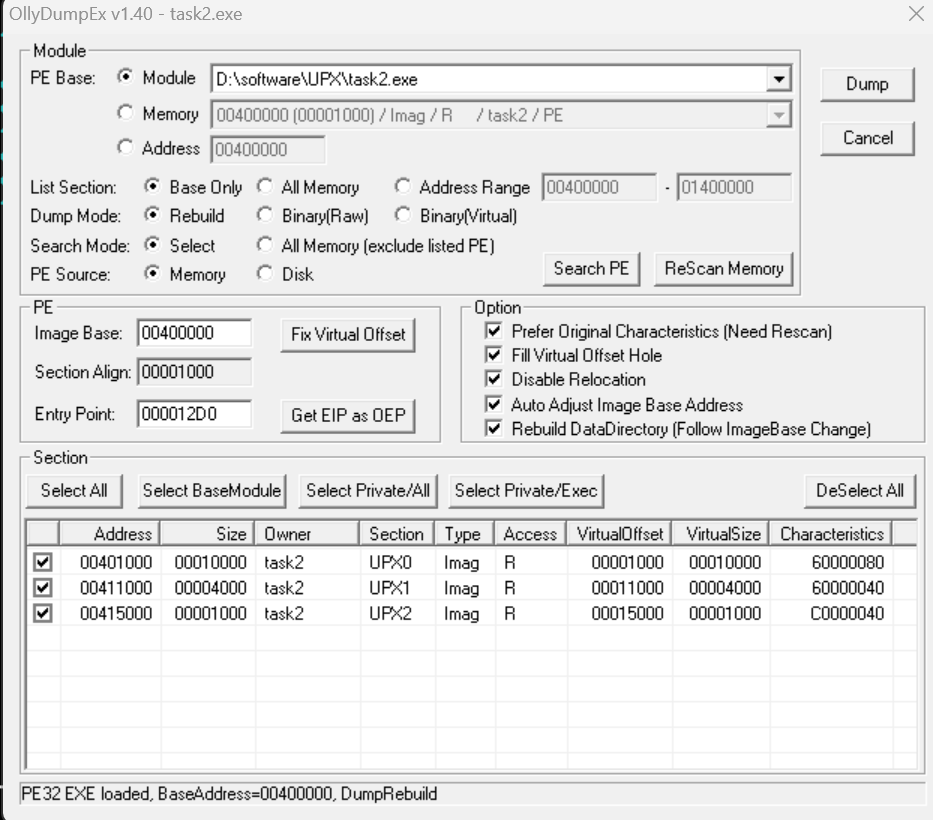 OllyDumpEx v1.40 - task2.exe
Module
PE Base: Module D:\software\UPX\task2.exe Dump
Memory 00400000 (00001000) / Imag / R / task2 / PE
Cancel
Address 00400000
List Section: Base Only All Memory Address Range 00400000 - 01400000
Dump Mode: Rebuild Binary(Raw) Binary(Virtual)
Search Mode: Select All Memory (exclude listed PE)
PE Source: Memory Disk Search PE ReScan Memory
PE
Image Base: 00400000 Fix Virtual Offset
Section Align: 00001000
Entry Point: 000012D0 Get EIP as OEP
Option
Prefer Original Characteristics (Need Rescan)
Fill Virtual Offset Hole
Disable Relocation
Auto Adjust Image Base Address
Rebuild DataDirectory (Follow ImageBase Change)
Section
Select All Select BaseModule Select Private/All Select Private/Exec DeSelect All
Address Size Owner Section Type Access VirtualOffset VirtualSize Characteristics
00401000 00010000 task2 UPX0 Imag R 00001000 00010000 60000080
00411000 00004000 task2 UPX1 Imag R 00011000 00004000 60000040
00415000 00001000 task2 UPX2 Imag R 00015000 00001000 C0000040
PE32 EXE loaded, BaseAddress=00400000, DumpRebuild